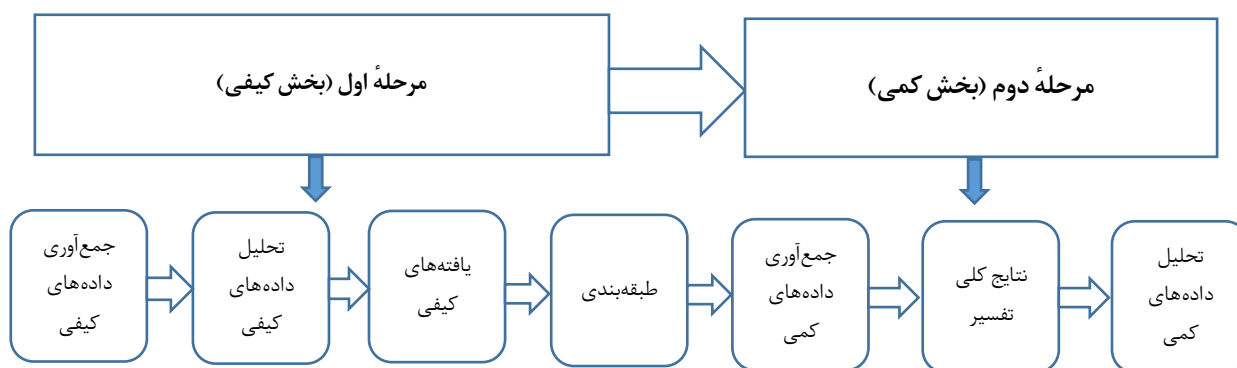 مرحلهٔ اول (بخش کیفی)
مرحلهٔ دوم (بخش کمی)
جمع‌آوری
داده‌های
کیفی
تحلیل
داده‌های
کیفی
یافته‌های
کیفی
طبقه‌بندی
جمع‌آوری
داده‌های
کمی
نتایج کلی
تفسیر
تحلیل
داده‌های
کمی